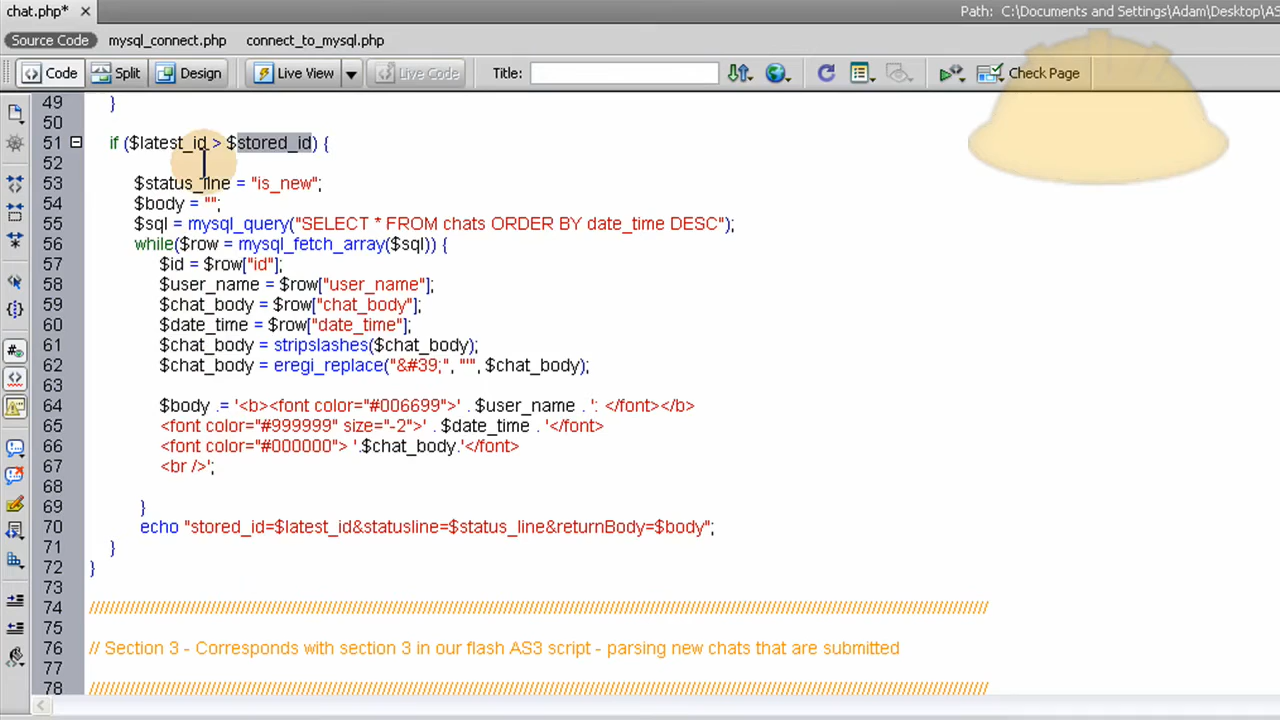 chat.php*
Path: C:\Documents and Settings\Adam\Desktop\AS
Source Code mysql_connect.php connect_to_mysql.php
Code Split Design Live View Live Code Title: Check Page
49 }
50
51 if ($latest_id > $stored_id) {
52
53 $status_line = "is_new";
54 $body = "";
55 $sql = mysql_query("SELECT * FROM chats ORDER BY date_time DESC");
56 while($row = mysql_fetch_array($sql)) {
57 $id = $row["id"];
58 $user_name = $row["user_name"];
59 $chat_body = $row["chat_body"];
60 $date_time = $row["date_time"];
61 $chat_body = stripslashes($chat_body);
62 $chat_body = eregi_replace("&#39;", "'", $chat_body);
63
64 $body .= '<b><font color="#006699">' . $user_name . ': </font></b>
65 <font color="#999999" size="-2">' . $date_time . '</font>
66 <font color="#000000"> '.$chat_body.'</font>
67 <br />';
68
69 }
70 echo "stored_id=$latest_id&statusline=$status_line&returnBody=$body";
71 }
72 }
73
74 ////////////////////////////////////////////////////////////////////////////////////////////////////////////////////////////////////////////////
75
76 // Section 3 - Corresponds with section 3 in our flash AS3 script - parsing new chats that are submitted
77
78 ////////////////////////////////////////////////////////////////////////////////////////////////////////////////////////////////////////////////